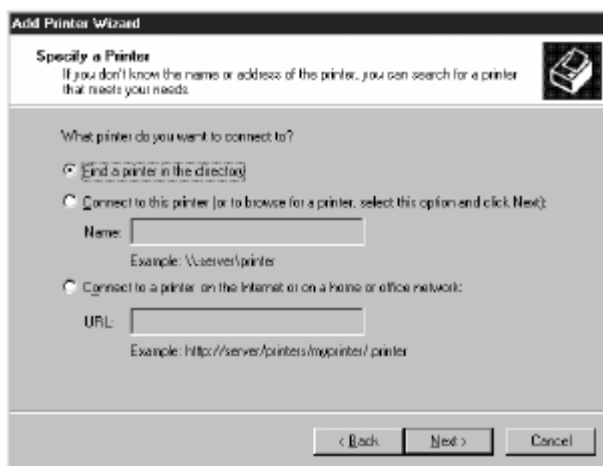 Add Printer Wizard
Specify a Printer
If you don't know the name or address of the printer, you can search for a printer
that meets your needs.
What printer do you want to connect to?
Find a printer in the directory
Connect to this printer (or to browse for a printer, select this option and click Next):
Name:
Example: \\server\printer
Connect to a printer on the Internet or on a home or office network:
URL:
Example: http://server/printers/myprinter/.printer
< Back Next > Cancel